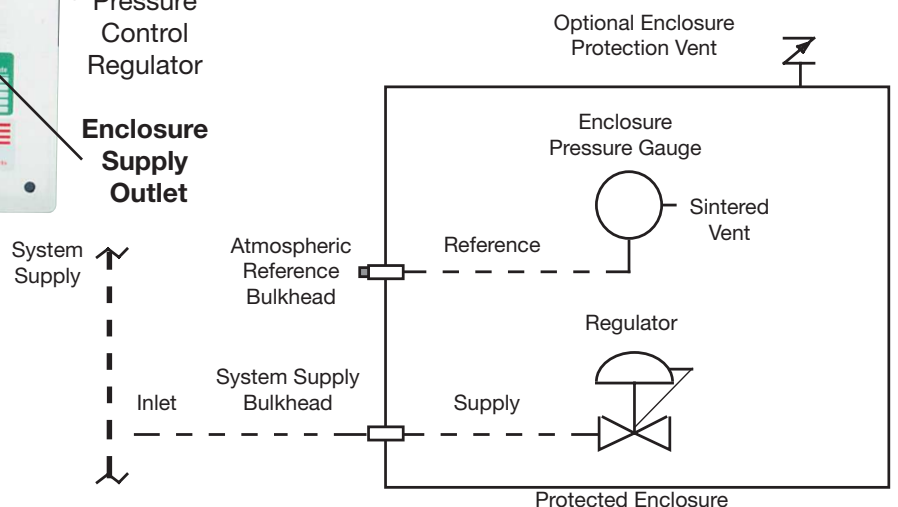 Pressure
Control
Regulator
Enclosure
Supply
Outlet
Optional Enclosure
Protection Vent
Enclosure
Pressure Gauge
Sintered
Vent
System
Supply
Atmospheric
Reference
Bulkhead
Reference
Regulator
Inlet
System Supply
Bulkhead
Supply
Protected Enclosure